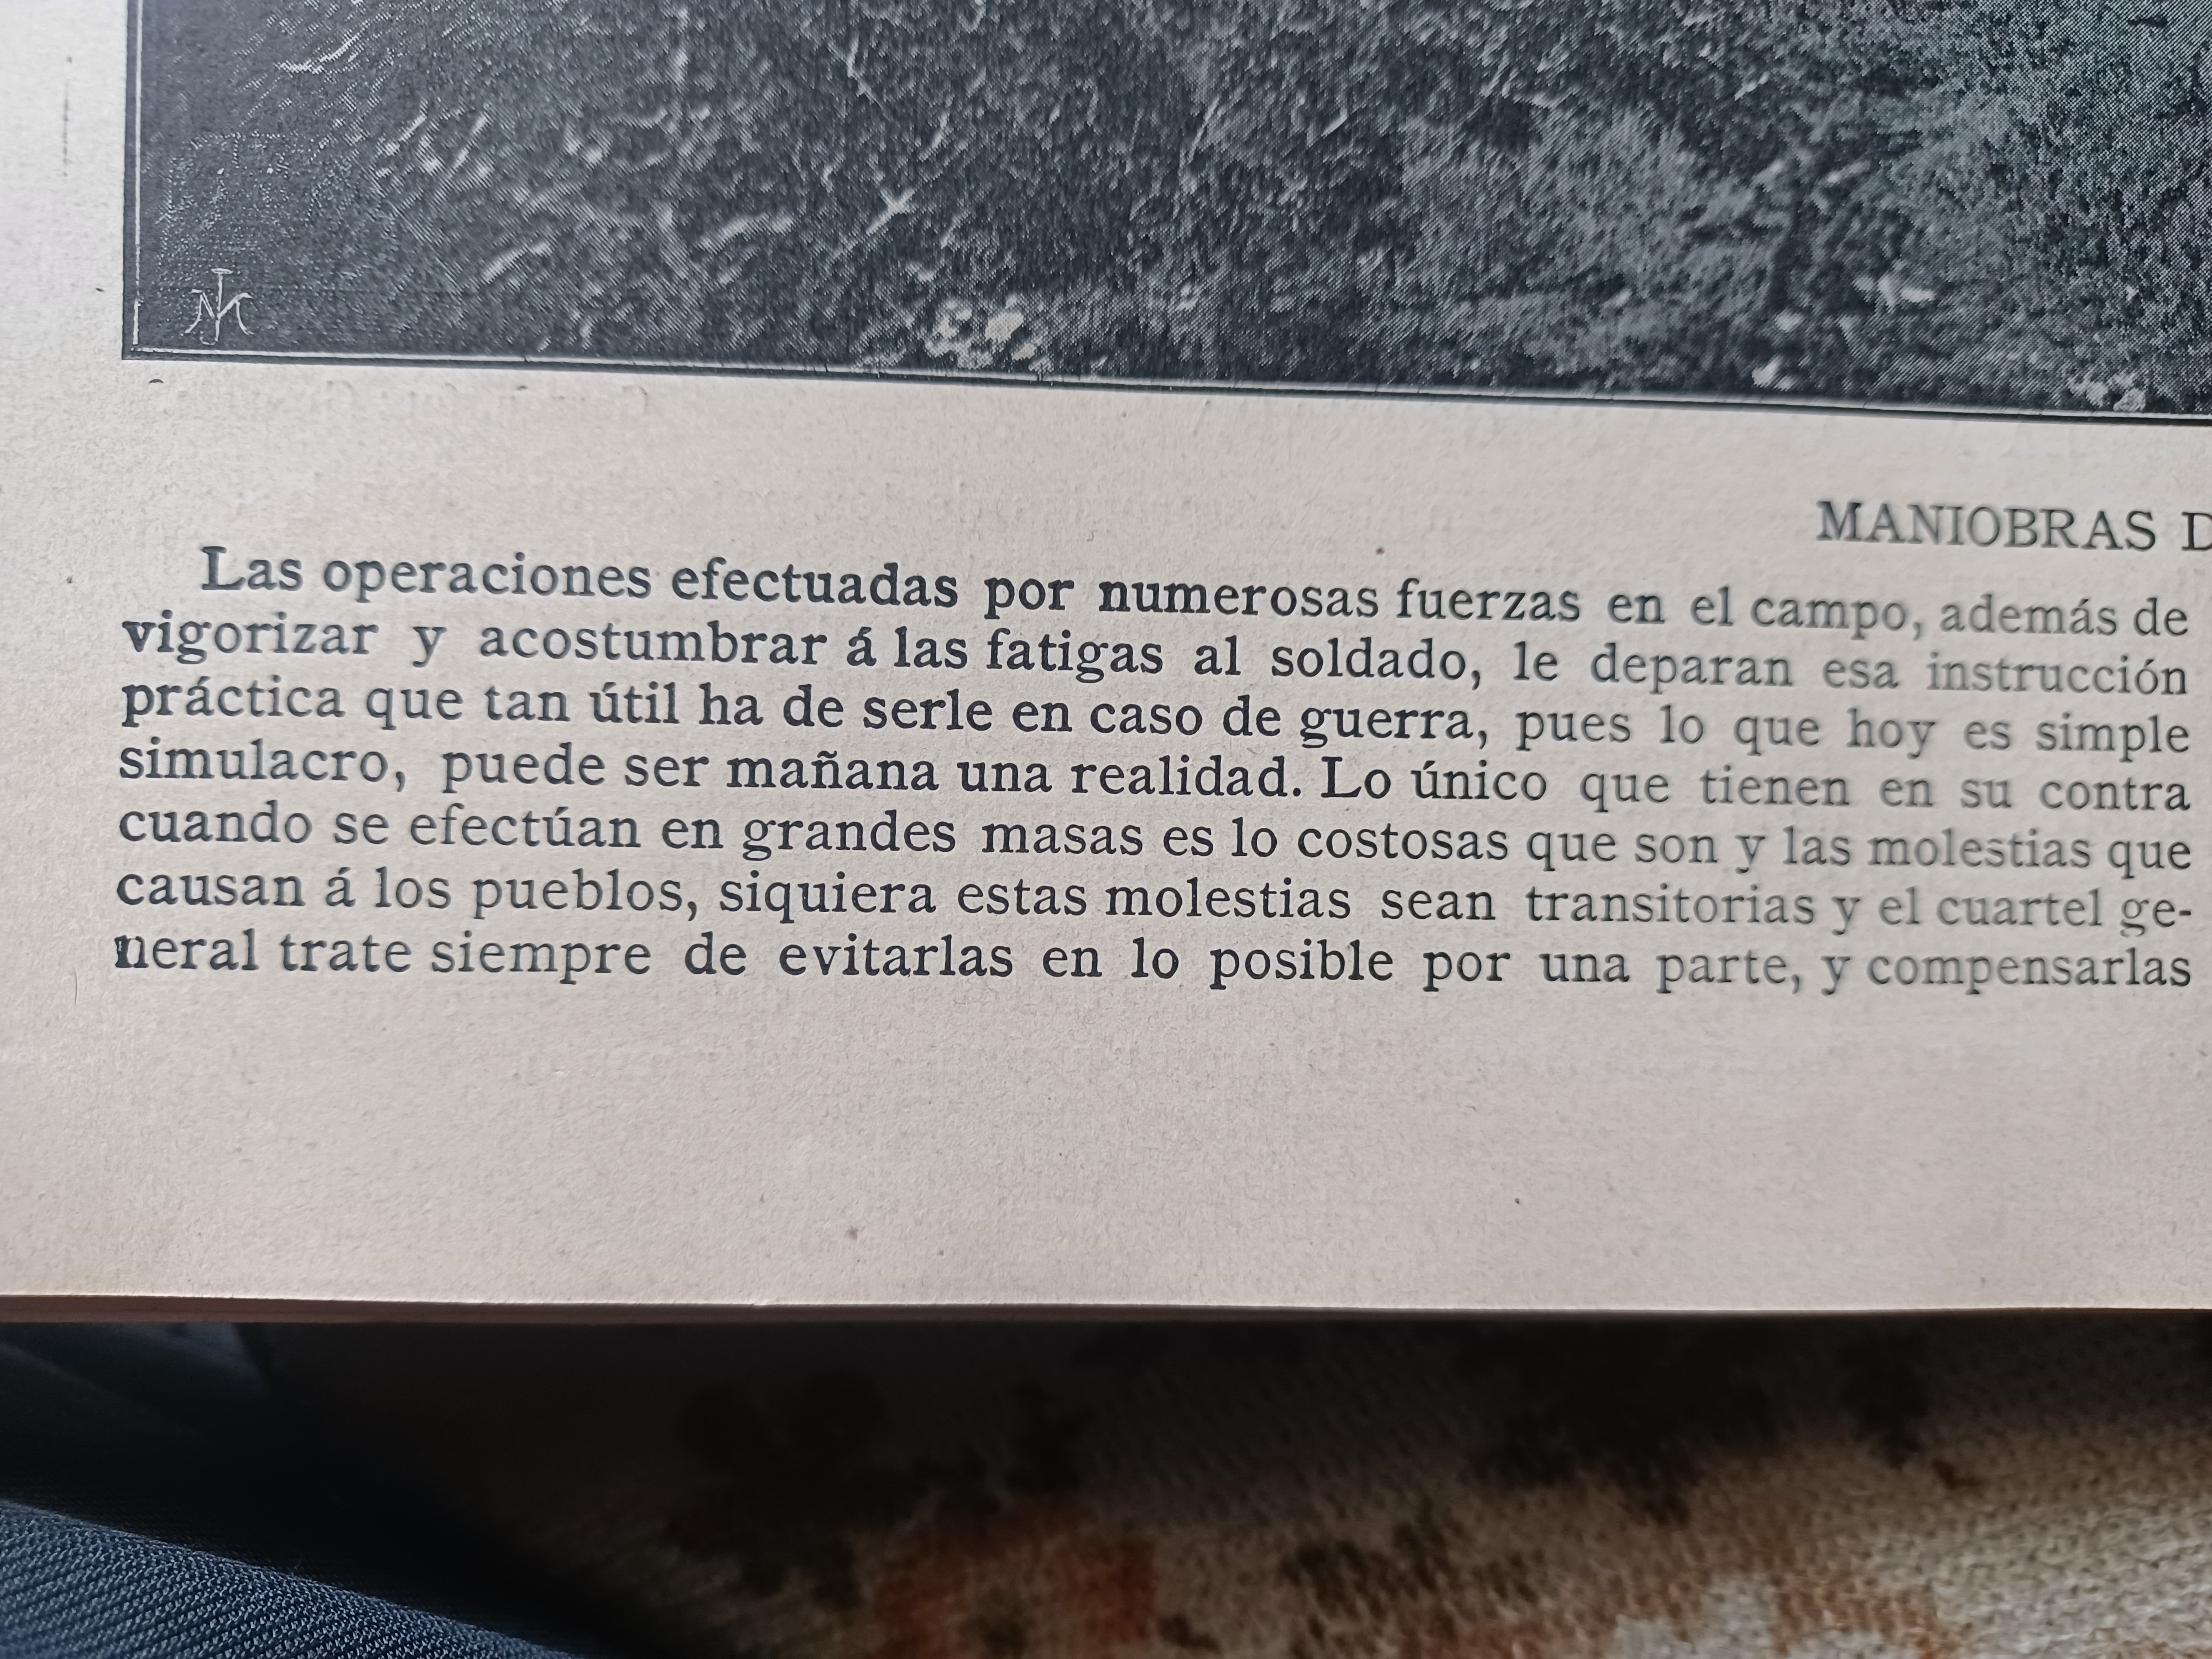 MANIOBRAS D
Las operaciones efectuadas por numerosas fuerzas en el campo, además de
vigorizar y acostumbrar á las fatigas al soldado, le deparan esa instrucción
práctica que tan útil ha de serle en caso de guerra, pues lo que hoy es simple
simulacro, puede ser mañana una realidad. Lo único que tienen en su contra
cuando se efectúan en grandes masas es lo costosas que son y las molestias que
causan á los pueblos, siquiera estas molestias sean transitorias y el cuartel ge-
neral trate siempre de evitarlas en lo posible por una parte, y compensarlas